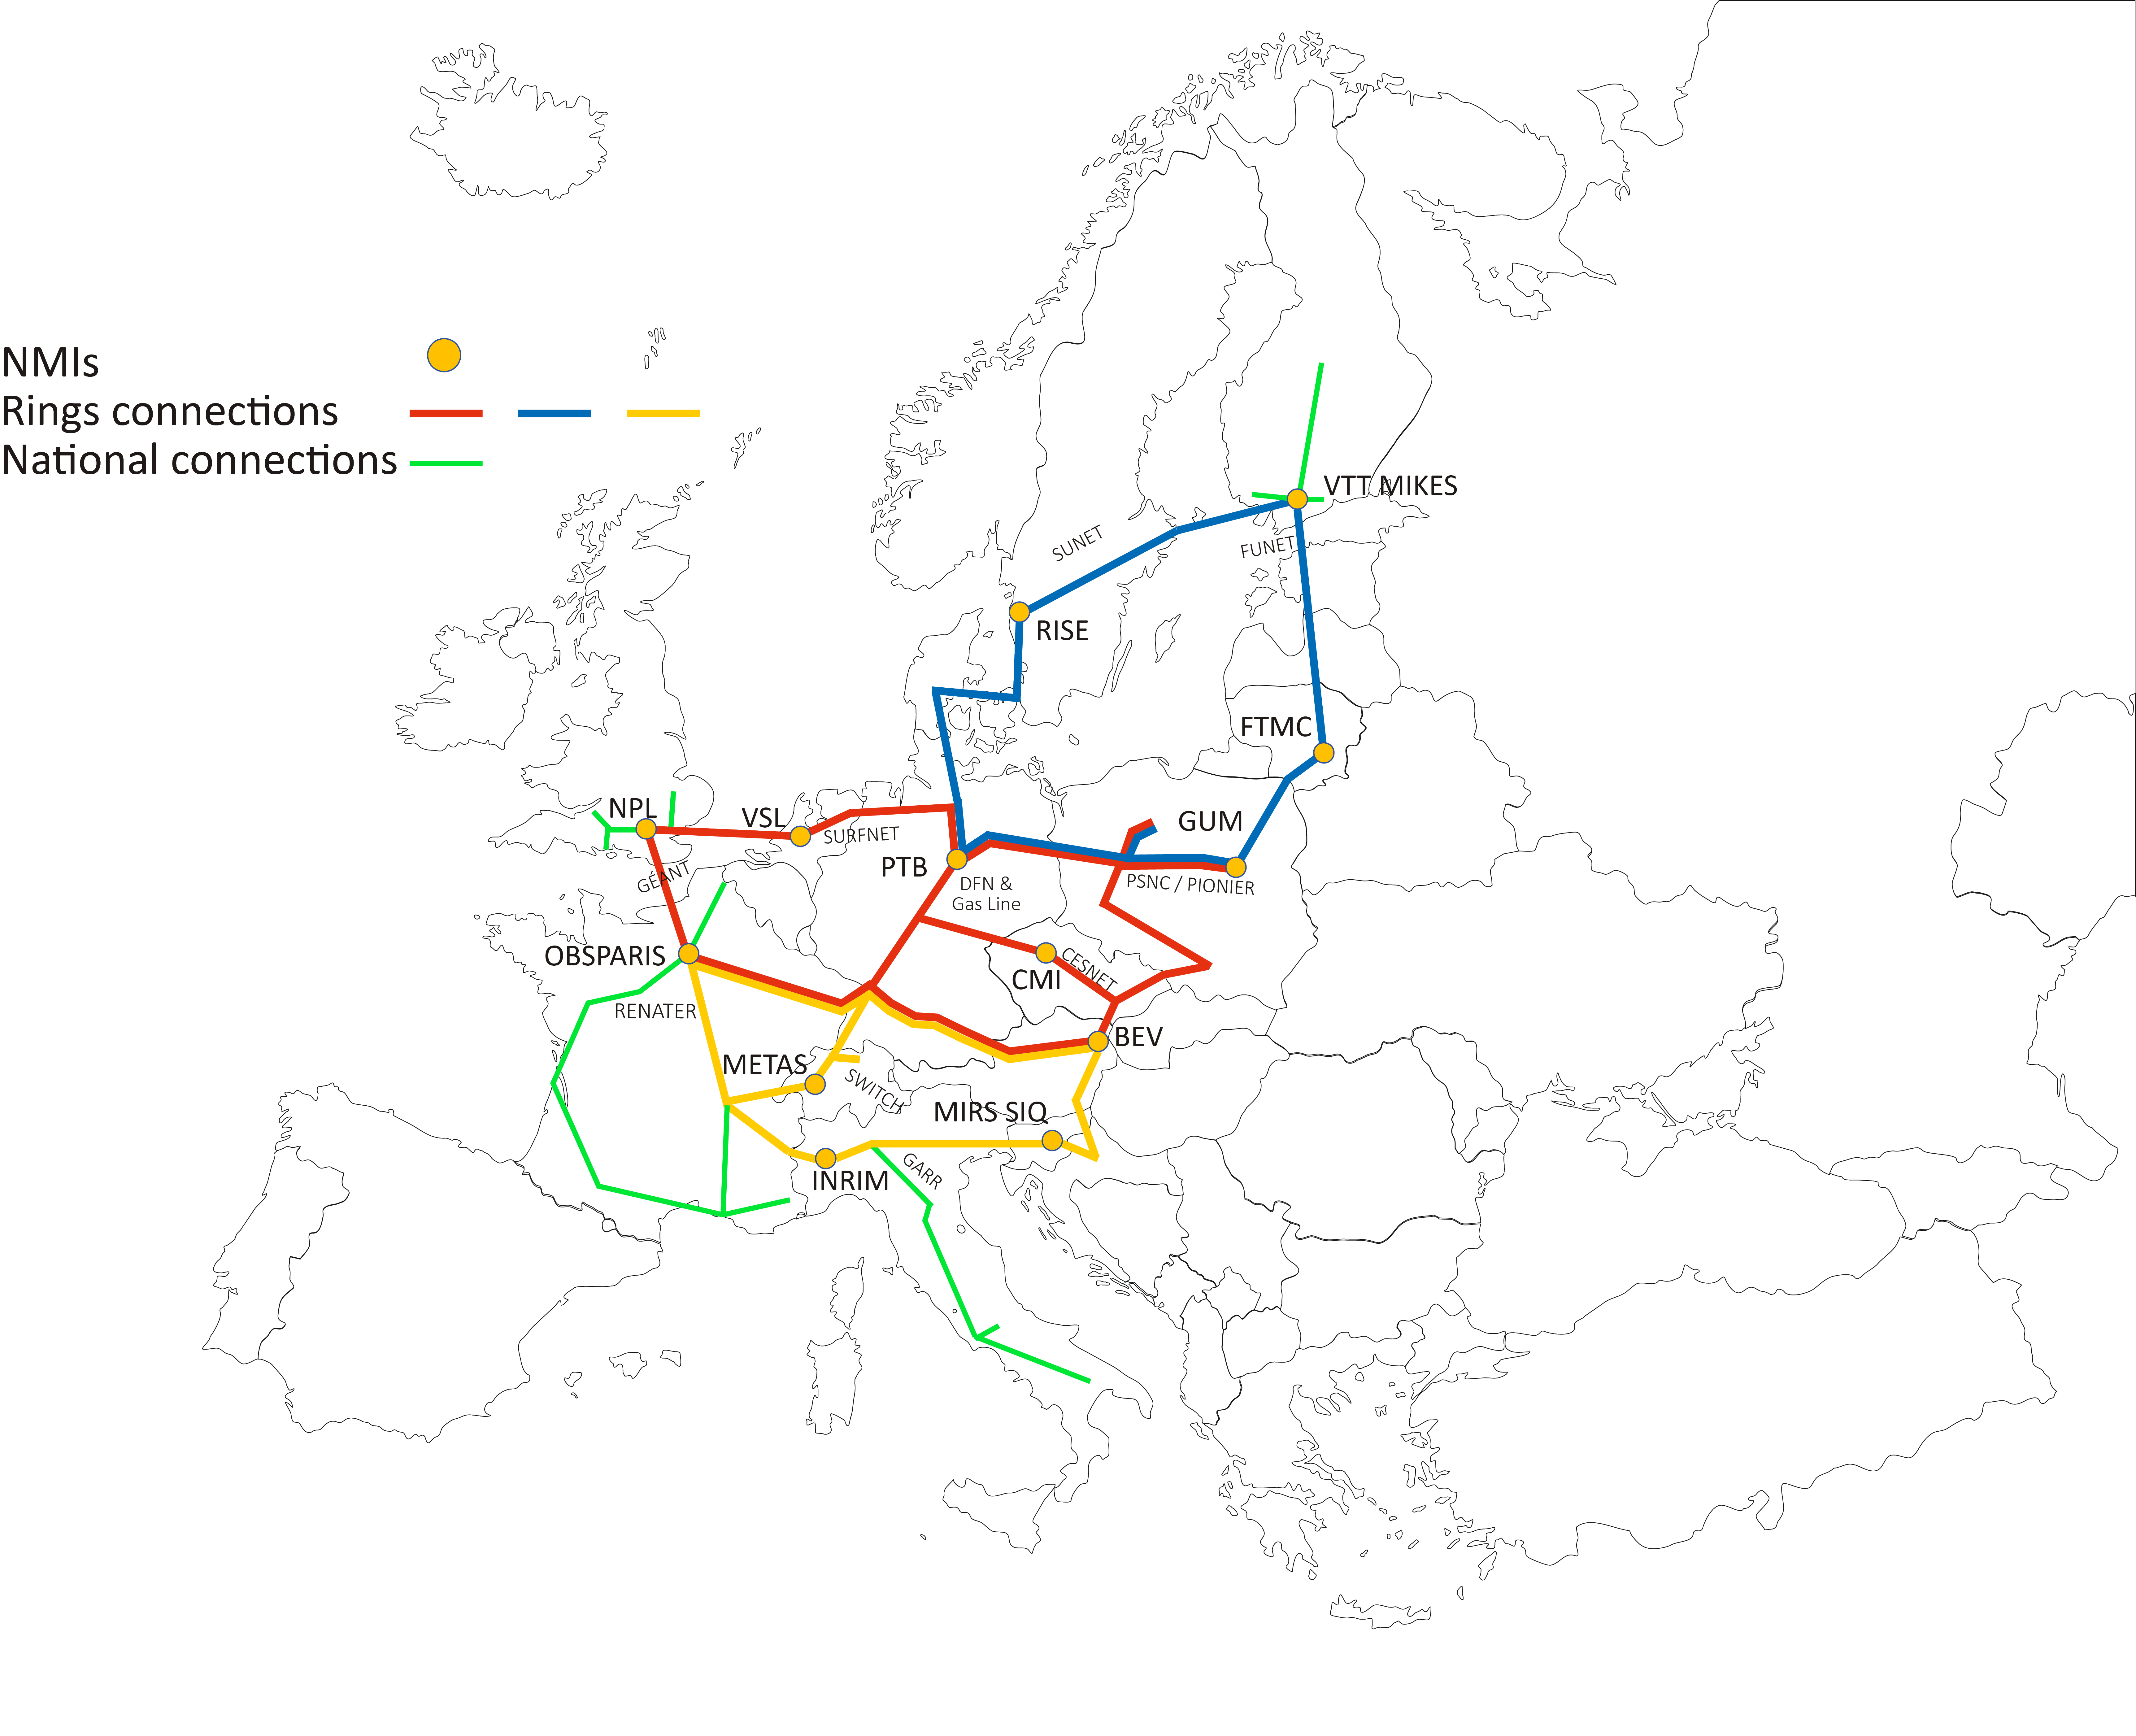 NMIs
Rings connections
National connections
VTT MIKES
SUNET
FUNET
RISE
FTMC
NPL
VSL
SURFNET
GUM
PTB
GÉANT
DFN &
Gas Line
PSNC / PIONIER
OBSPARIS
CMI
CESNET
RENATER
BEV
METAS
SWITCH
MIRS SIQ
GARR
INRIM